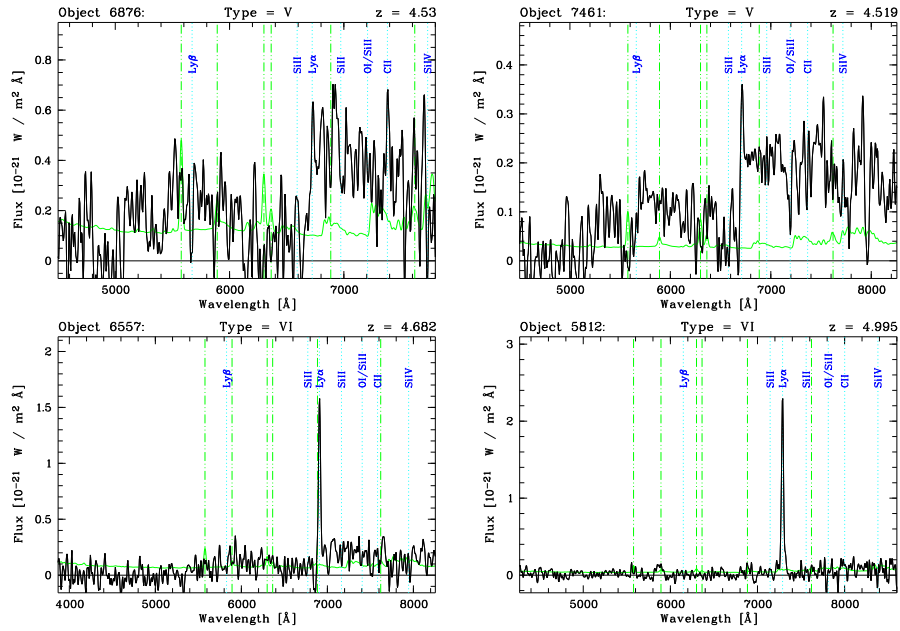 Object 6876: Type = V z = 4.53
Lyβ SiII Lyα SiII OI/SiII CII SiIV
0.8
0.6
0.4
0.2
0
Flux [10⁻²¹ W / m² Å]
5000 6000 7000
Wavelength [Å]
Object 7461: Type = V z = 4.519
Lyβ SiII Lyα SiII OI/SiII CII SiIV
0.4
0.3
0.2
0.1
0
Flux [10⁻²¹ W / m² Å]
5000 6000 7000 8000
Wavelength [Å]
Object 6557: Type = VI z = 4.682
Lyβ SiII Lyα SiII OI/SiII CII SiIV
2
1.5
1
0.5
0
Flux [10⁻²¹ W / m² Å]
4000 5000 6000 7000 8000
Wavelength [Å]
Object 5812: Type = VI z = 4.995
Lyβ SiII Lyα SiII OI/SiII CII SiIV
3
2
1
0
Flux [10⁻²¹ W / m² Å]
5000 6000 7000 8000
Wavelength [Å]